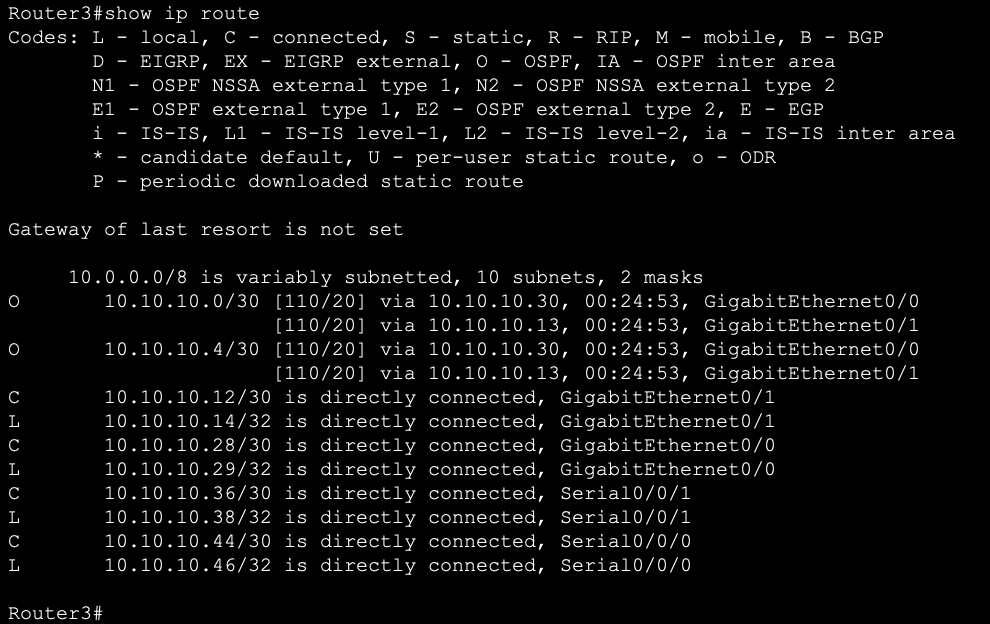 Router3#show ip route
Codes: L - local, C - connected, S - static, R - RIP, M - mobile, B - BGP
       D - EIGRP, EX - EIGRP external, O - OSPF, IA - OSPF inter area
       N1 - OSPF NSSA external type 1, N2 - OSPF NSSA external type 2
       E1 - OSPF external type 1, E2 - OSPF external type 2, E - EGP
       i - IS-IS, L1 - IS-IS level-1, L2 - IS-IS level-2, ia - IS-IS inter area
       * - candidate default, U - per-user static route, o - ODR
       P - periodic downloaded static route

Gateway of last resort is not set

     10.0.0.0/8 is variably subnetted, 10 subnets, 2 masks
O       10.10.10.0/30 [110/20] via 10.10.10.30, 00:24:53, GigabitEthernet0/0
                      [110/20] via 10.10.10.13, 00:24:53, GigabitEthernet0/1
O       10.10.10.4/30 [110/20] via 10.10.10.30, 00:24:53, GigabitEthernet0/0
                      [110/20] via 10.10.10.13, 00:24:53, GigabitEthernet0/1
C       10.10.10.12/30 is directly connected, GigabitEthernet0/1
L       10.10.10.14/32 is directly connected, GigabitEthernet0/1
C       10.10.10.28/30 is directly connected, GigabitEthernet0/0
L       10.10.10.29/32 is directly connected, GigabitEthernet0/0
C       10.10.10.36/30 is directly connected, Serial0/0/1
L       10.10.10.38/32 is directly connected, Serial0/0/1
C       10.10.10.44/30 is directly connected, Serial0/0/0
L       10.10.10.46/32 is directly connected, Serial0/0/0

Router3#